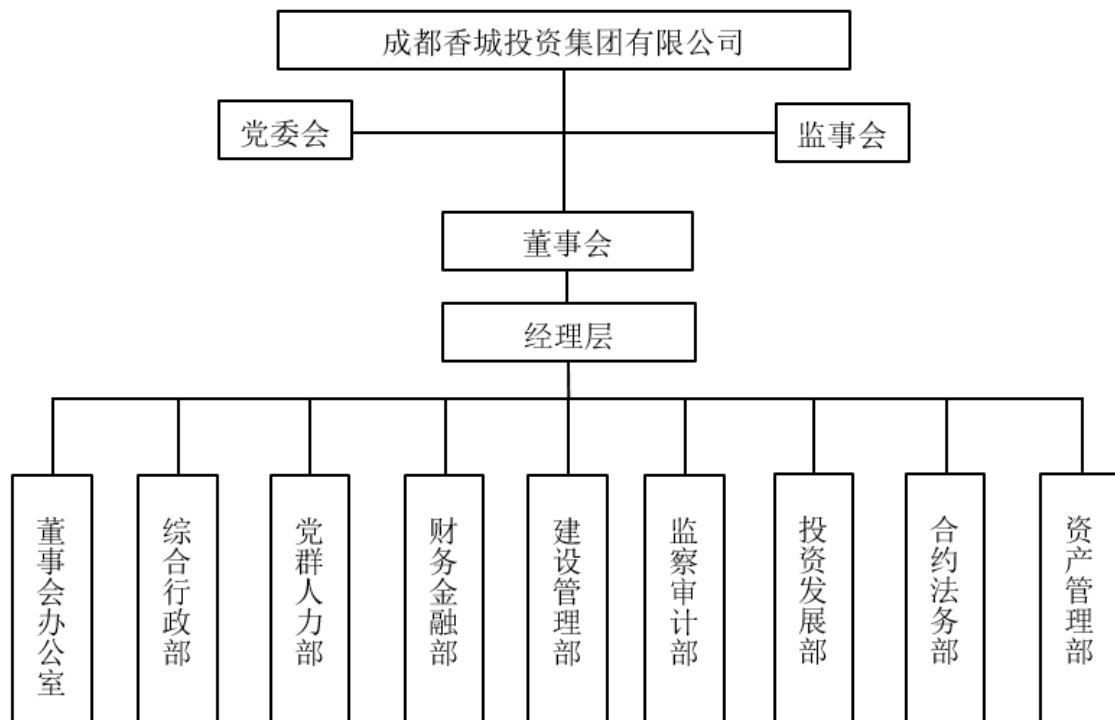 成都香城投资集团有限公司
党委会
监事会
董事会
经理层
董事会办公室
综合行政部
党群人力部
财务金融部
建设管理部
监察审计部
投资发展部
合约法务部
资产管理部